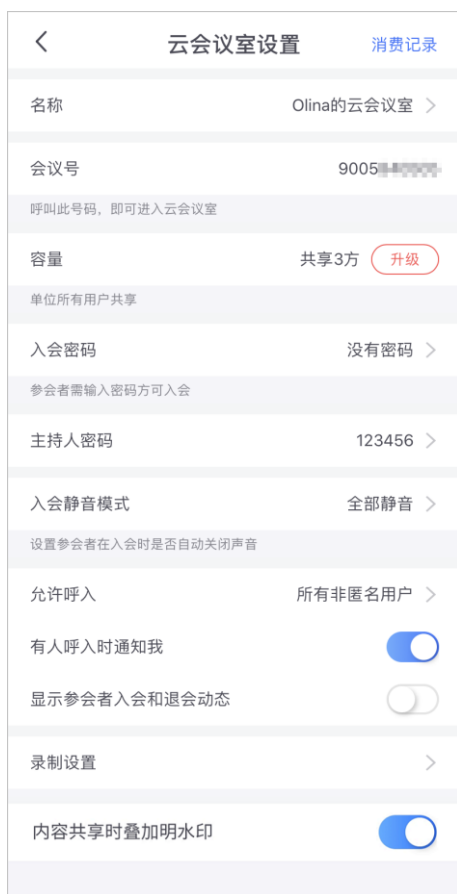 云会议室设置
消费记录
名称
Olina的云会议室
会议号
9005
呼叫此号码，即可进入云会议室
容量
共享3方
升级
单位所有用户共享
入会密码
没有密码
参会者需输入密码方可入会
主持人密码
123456
入会静音模式
全部静音
设置参会者在入会时是否自动关闭声音
允许呼入
所有非匿名用户
有人呼入时通知我
显示参会者入会和退会动态
录制设置
内容共享时叠加明水印